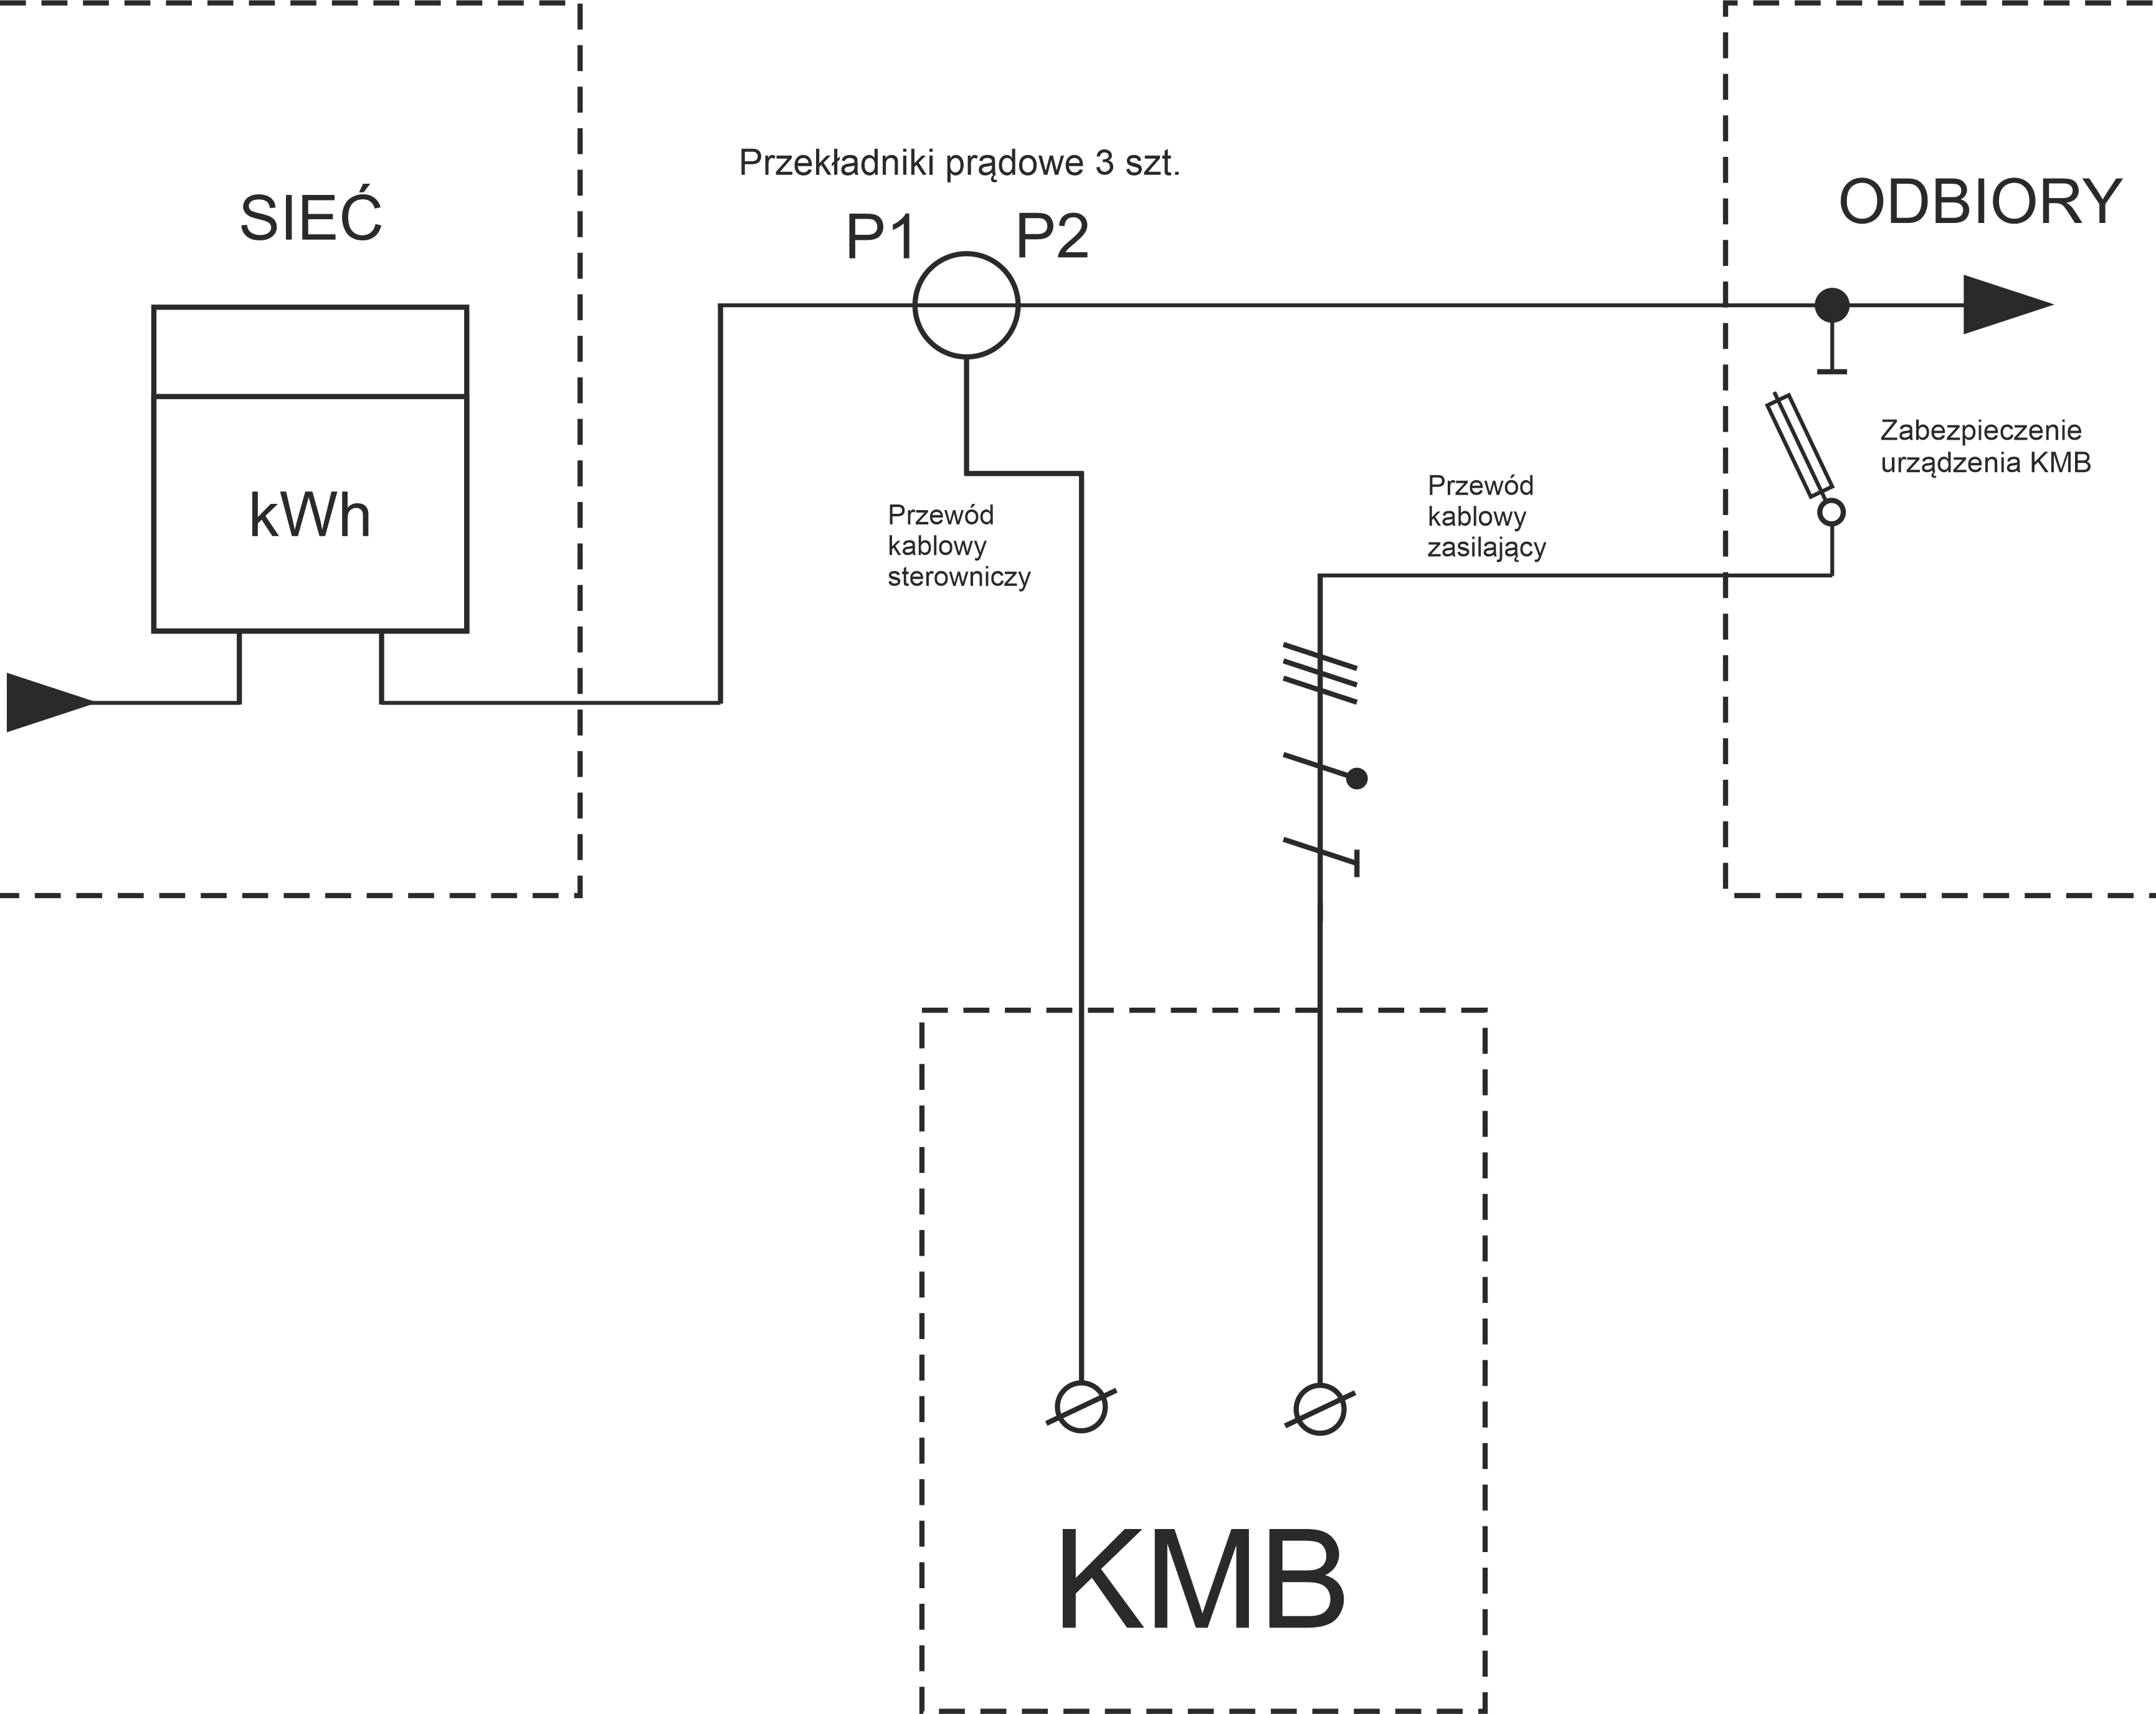 SIEĆ
kWh
Przekładniki prądowe 3 szt.
P1
P2
ODBIORY
Zabezpieczenie
urządzenia KMB
Przewód
kablowy
zasilający
Przewód
kablowy
sterowniczy
KMB